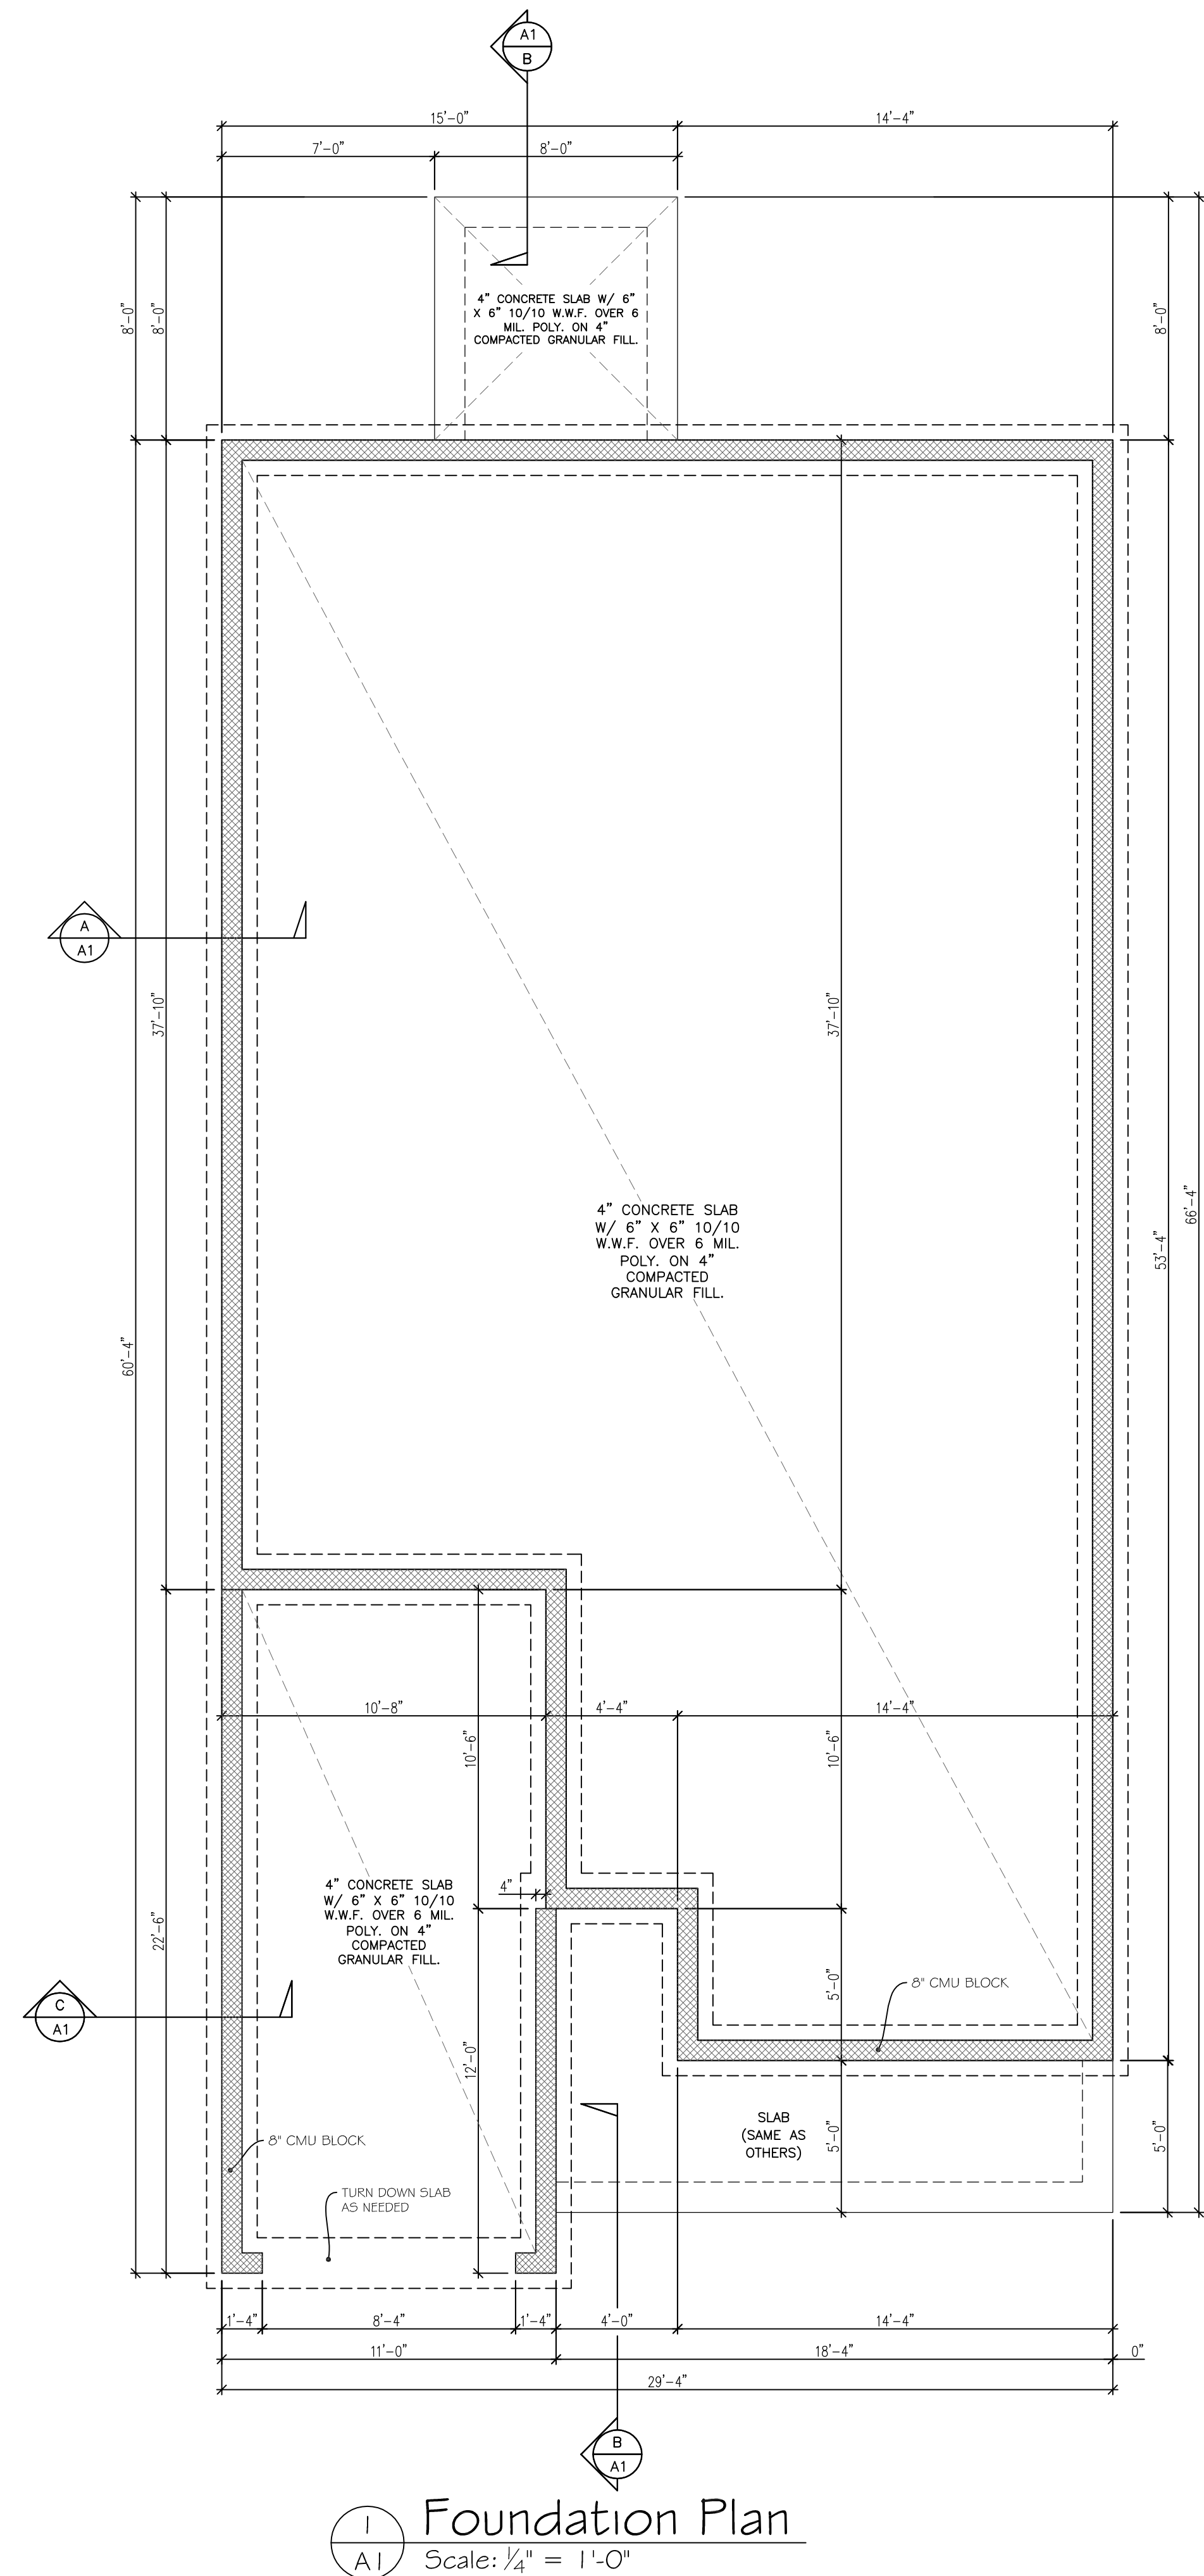 A1
B
15'-0"
14'-4"
7'-0"
8'-0"
8'-0"
8'-0"
8'-0"
4" CONCRETE SLAB W/ 6"
X 6" 10/10 W.W.F. OVER 6
MIL. POLY. ON 4"
COMPACTED GRANULAR FILL.
A
A1
37'-10"
37'-10"
4" CONCRETE SLAB
W/ 6" X 6" 10/10
W.W.F. OVER 6 MIL.
POLY. ON 4"
COMPACTED
GRANULAR FILL.
66'-4"
53'-4"
60'-4"
10'-8"
4'-4"
14'-4"
10'-6"
10'-6"
4" CONCRETE SLAB
W/ 6" X 6" 10/10
W.W.F. OVER 6 MIL.
POLY. ON 4"
COMPACTED
GRANULAR FILL.
4"
22'-6"
8" CMU BLOCK
5'-0"
C
A1
12'-0"
SLAB
(SAME AS
OTHERS)
5'-0"
5'-0"
8" CMU BLOCK
TURN DOWN SLAB
AS NEEDED
1'-4"
8'-4"
1'-4"
4'-0"
14'-4"
11'-0"
18'-4"
0"
29'-4"
B
A1
1
A1
Foundation Plan
Scale: 1/4" = 1'-0"